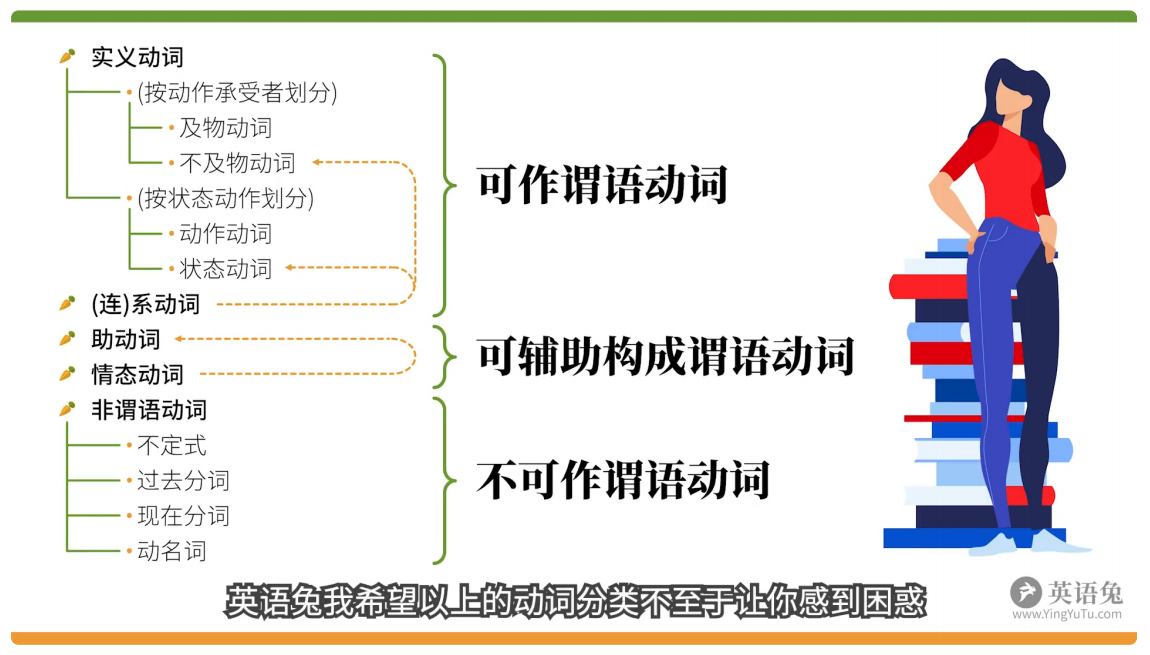 实义动词
(按动作承受者划分)
及物动词
不及物动词
(按状态动作划分)
动作动词
状态动词
(连)系动词
助动词
情态动词
非谓语动词
不定式
过去分词
现在分词
动名词
可作谓语动词
可辅助构成谓语动词
不可作谓语动词
英语兔我希望以上的动词分类不至于让你感到困惑
英语兔
www.YingYuTu.com